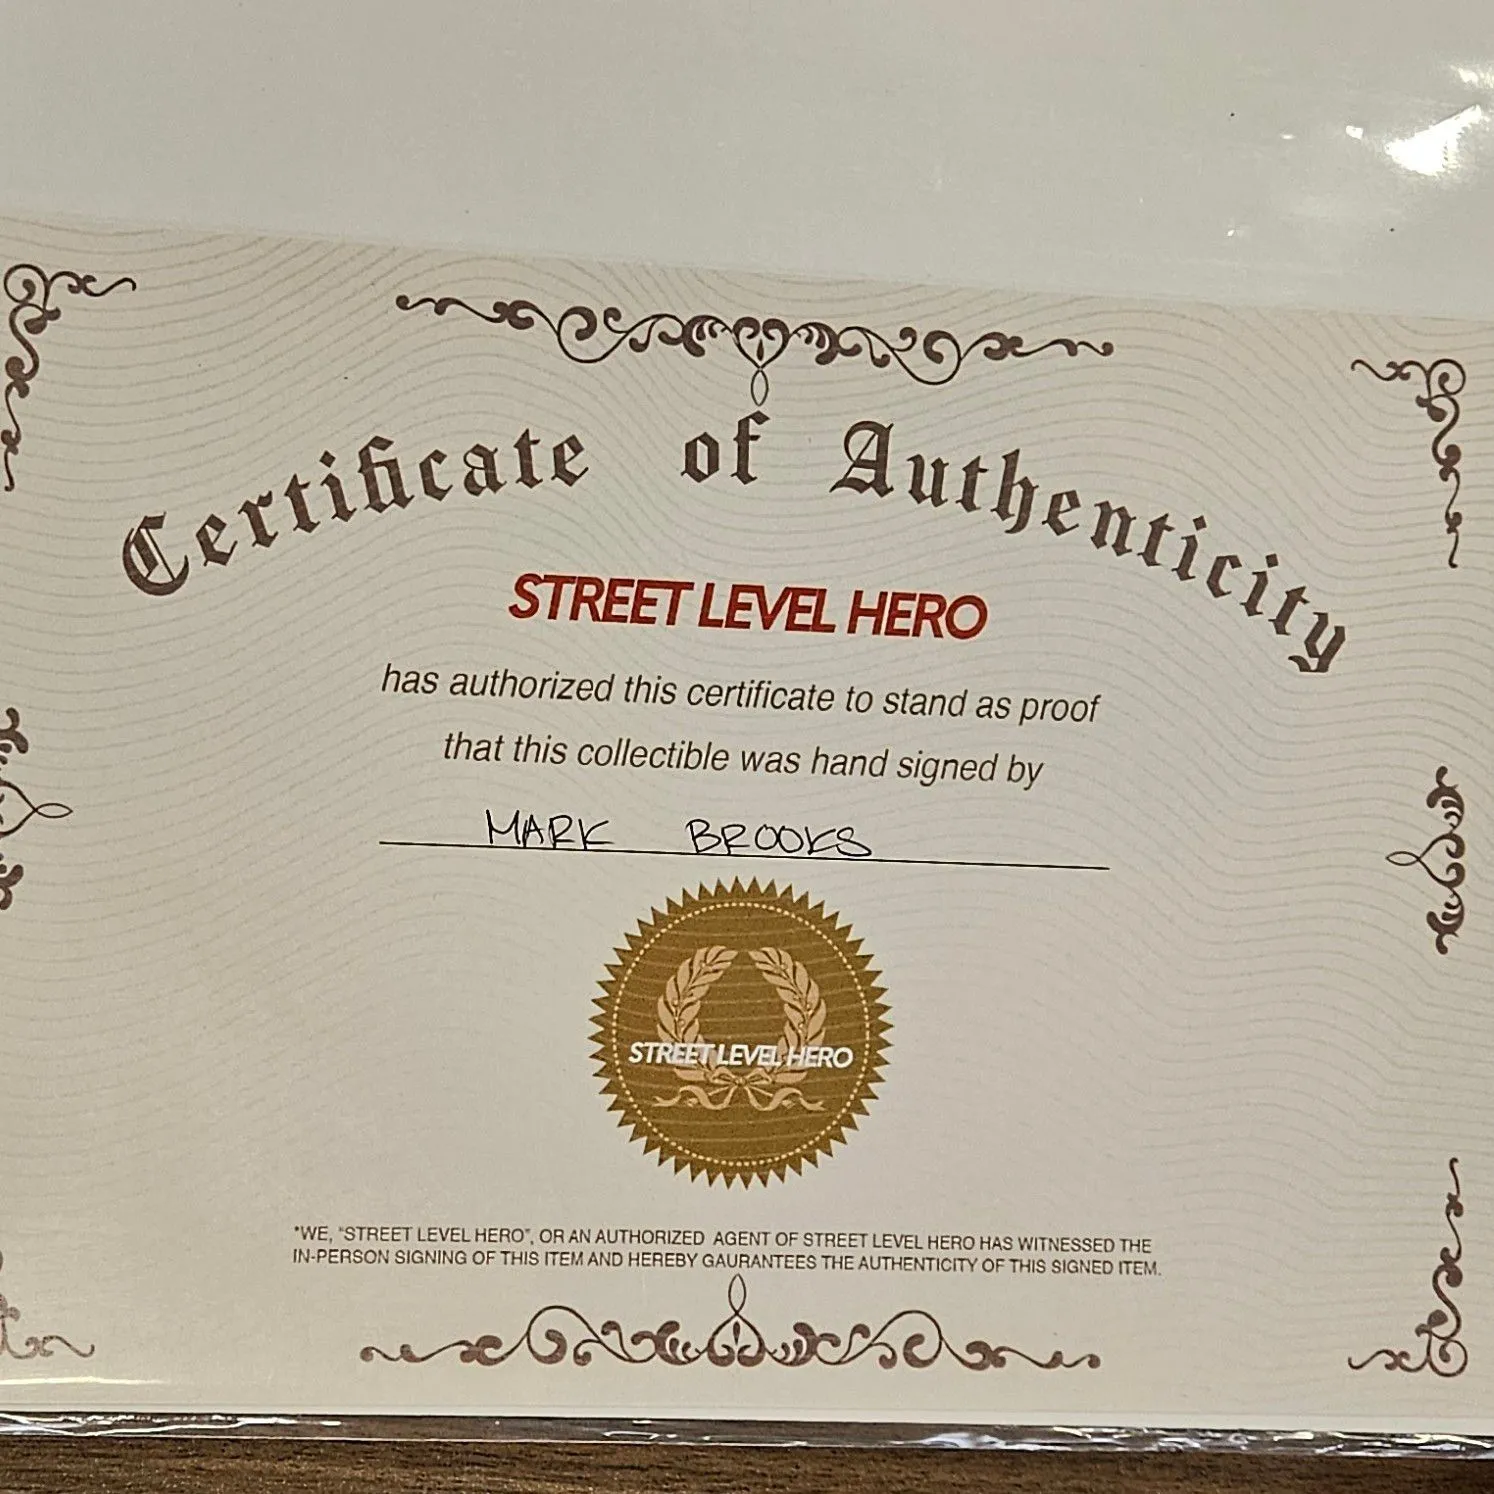 Certificate of Authenticity
STREET LEVEL HERO
has authorized this certificate to stand as proof
that this collectible was hand signed by
MARK BROOKS
STREET LEVEL HERO
*WE, "STREET LEVEL HERO", OR AN AUTHORIZED AGENT OF STREET LEVEL HERO HAS WITNESSED THE
IN-PERSON SIGNING OF THIS ITEM AND HEREBY GAURANTEES THE AUTHENTICITY OF THIS SIGNED ITEM.